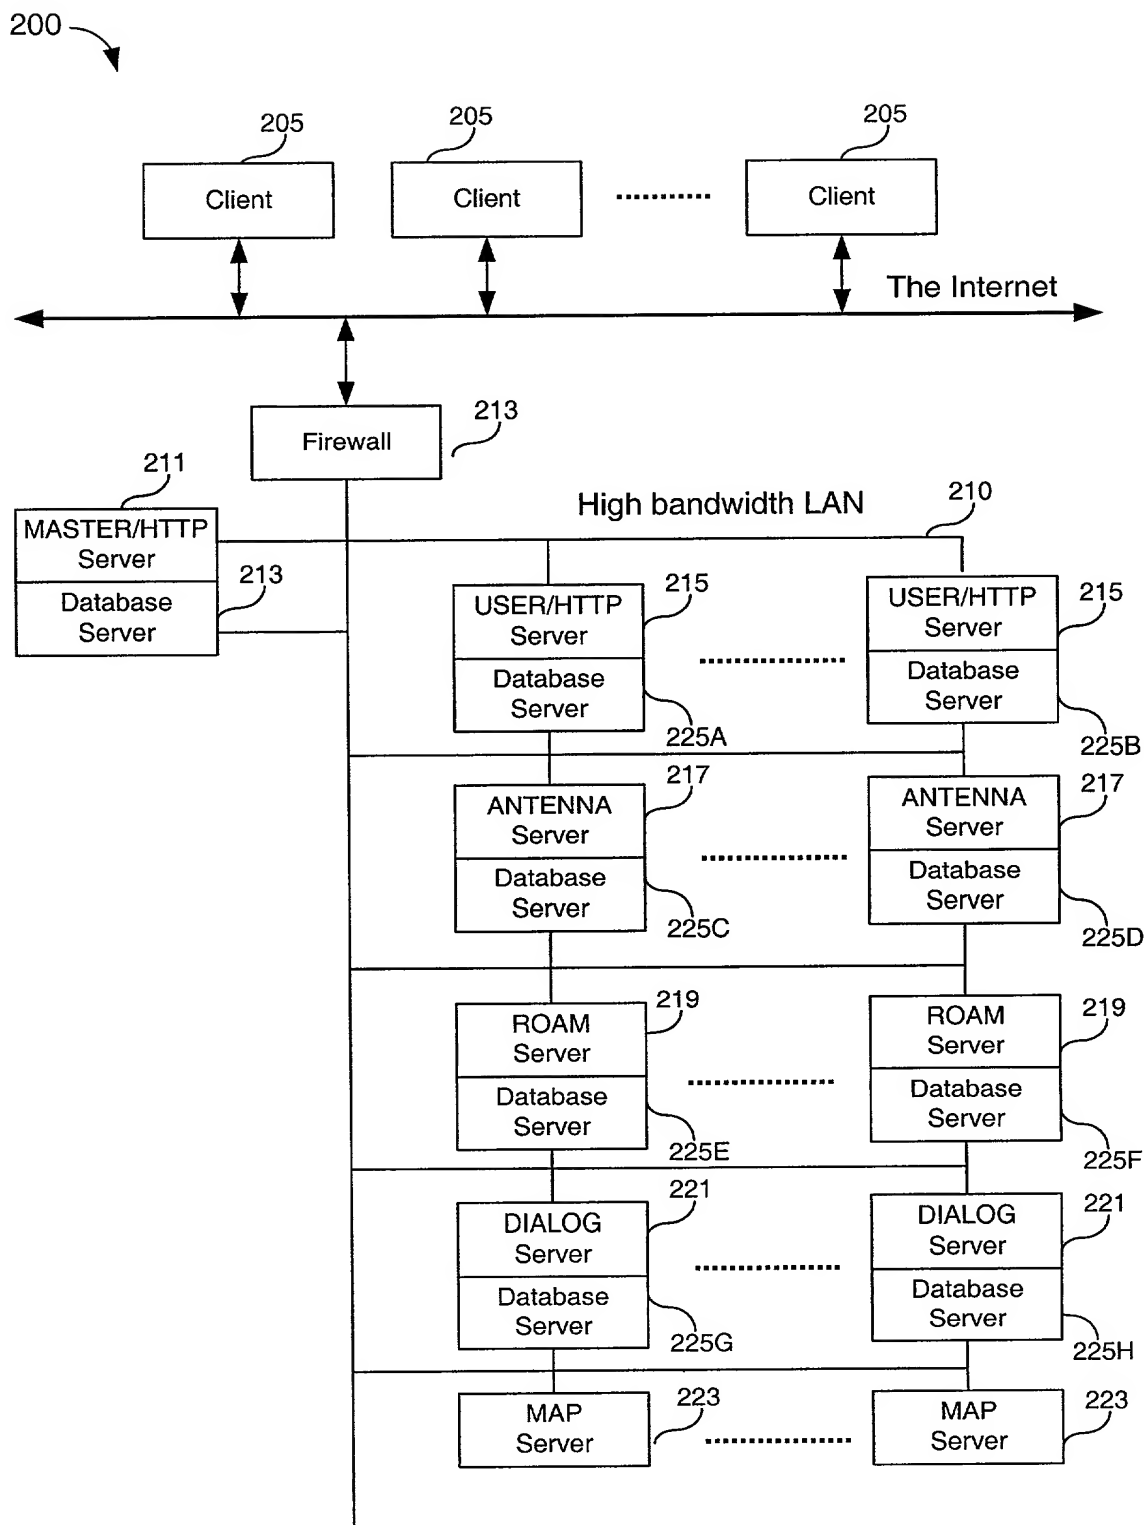 200
205
205
205
Client
Client
Client
The Internet
213
Firewall
211
High bandwidth LAN
210
MASTER/HTTP
Server
213
Database
Server
USER/HTTP
Server
215
Database
Server
225A
USER/HTTP
Server
215
Database
Server
225B
ANTENNA
Server
217
Database
Server
225C
ANTENNA
Server
217
Database
Server
225D
ROAM
Server
219
Database
Server
225E
ROAM
Server
219
Database
Server
225F
DIALOG
Server
221
Database
Server
225G
DIALOG
Server
221
Database
Server
225H
MAP
Server
223
MAP
Server
223